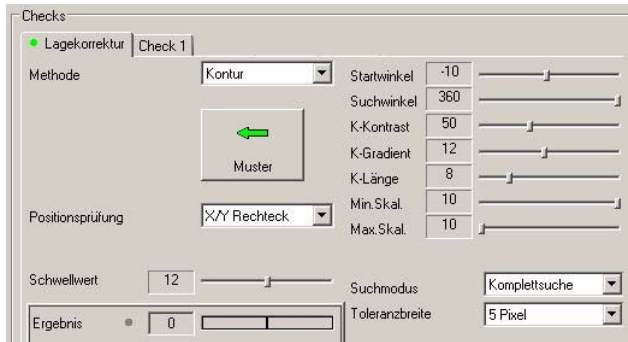 Checks
Lagekorrektur Check 1
Methode Kontur
Muster
Positionsprüfung X/Y Rechteck
Schwellwert 12
Ergebnis 0
Startwinkel -10
Suchwinkel 360
K-Kontrast 50
K-Gradient 12
K-Länge 8
Min.Skal. 10
Max.Skal. 10
Suchmodus Komplettsuche
Toleranzbreite 5 Pixel